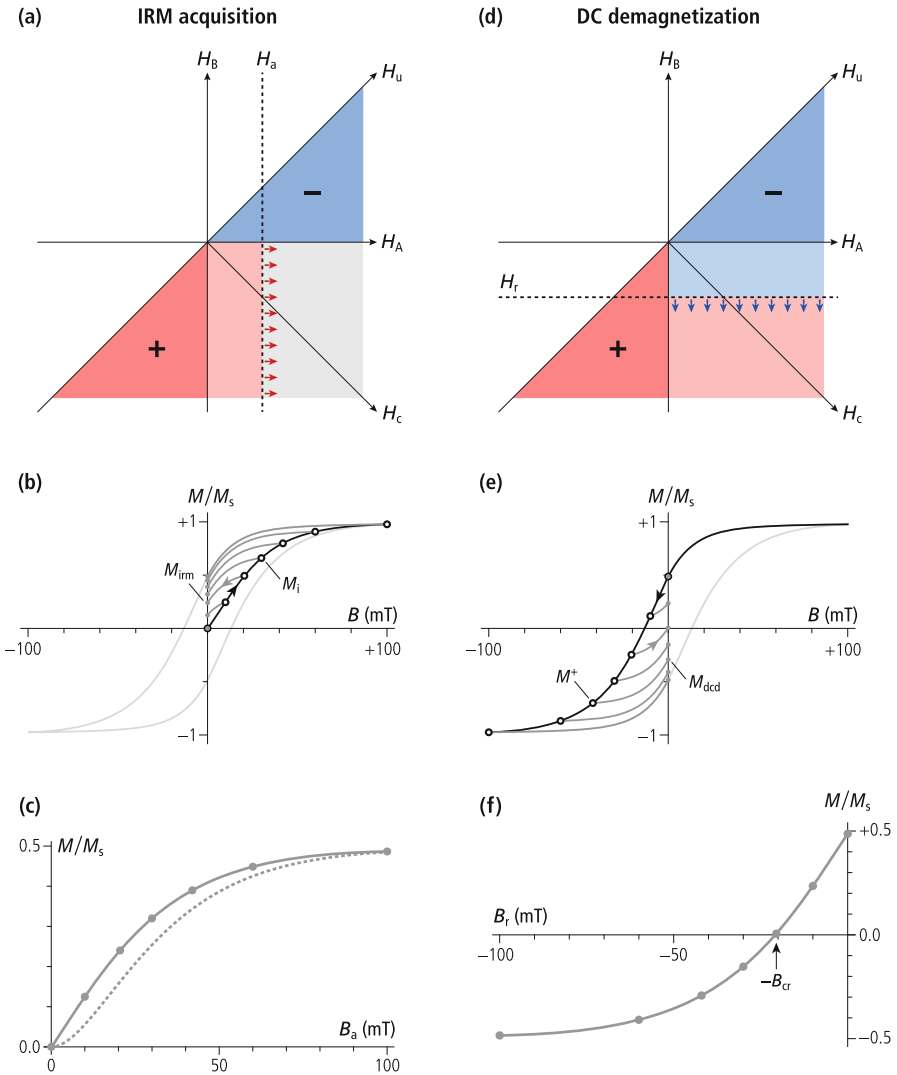 (a) IRM acquisition
H_B H_a
H_u
−
H_A
+
H_c
(d) DC demagnetization
H_B
H_u
−
H_A
H_r
+
H_c
(b)
M/M_s
+1
M_irm
M_i
B (mT)
−100 +100
−1
(e)
M/M_s
+1
B (mT)
−100 +100
M⁺
M_dcd
−1
(c)
0.5 M/M_s
B_a (mT)
0.0
0 50 100
(f)
M/M_s
+0.5
B_r (mT)
0.0
−100 −50
−B_cr
−0.5